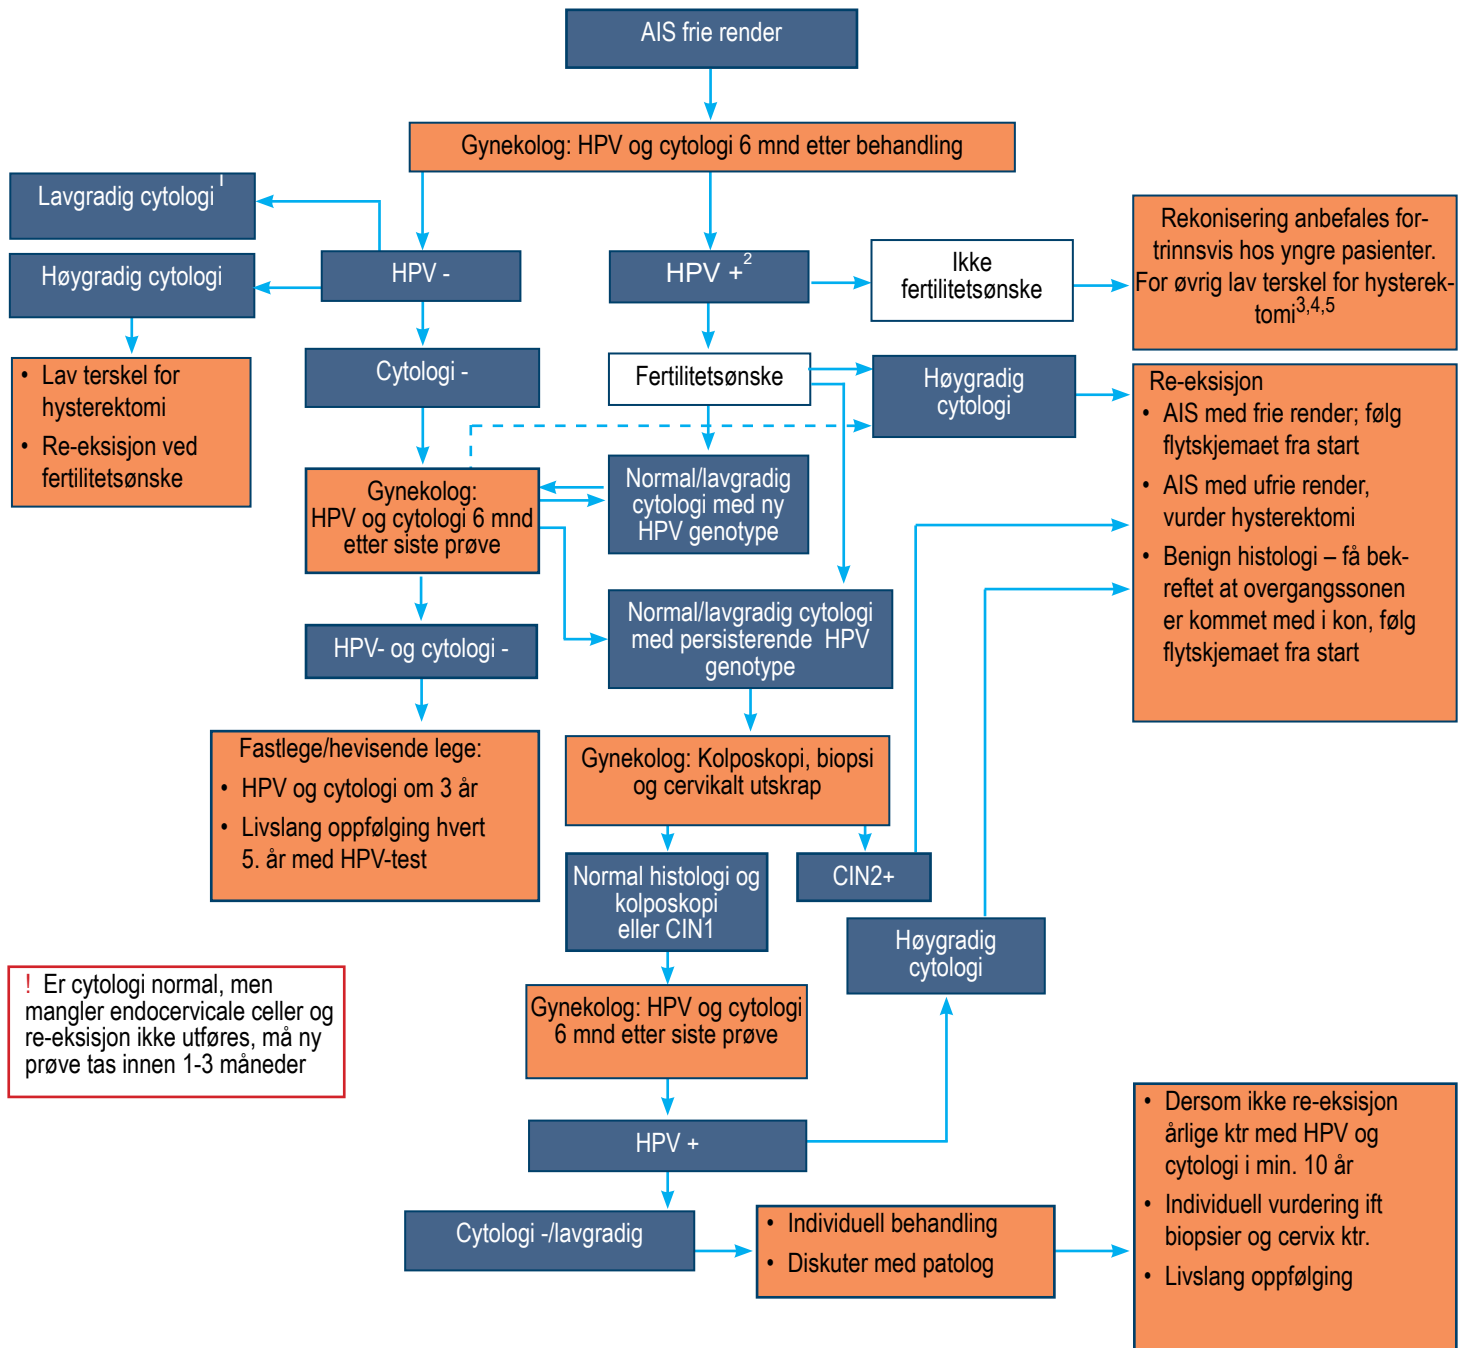 AIS frie render
Gynekolog: HPV og cytologi 6 mnd etter behandling
Lavgradig cytologi 1
Høygradig cytologi
HPV -
HPV +2
Ikke
fertilitetsønske
Rekonisering anbefales for-
trinnsvis hos yngre pasienter.
For øvrig lav terskel for hysterek-
tomi3,4,5
• Lav terskel for
hysterektomi
• Re-eksisjon ved
fertilitetsønske
Cytologi -
Fertilitetsønske
Høygradig
cytologi
Re-eksisjon
• AIS med frie render; følg
flytskjemaet fra start
• AIS med ufrie render,
vurder hysterektomi
• Benign histologi – få bek-
reftet at overgangssonen
er kommet med i kon, følg
flytskjemaet fra start
Gynekolog:
HPV og cytologi 6 mnd
etter siste prøve
Normal/lavgradig
cytologi med ny
HPV genotype
HPV- og cytologi -
Normal/lavgradig cytologi
med persisterende HPV
genotype
Fastlege/hevisende lege:
• HPV og cytologi om 3 år
• Livslang oppfølging hvert
5. år med HPV-test
Gynekolog: Kolposkopi, biopsi
og cervikalt utskrap
Normal histologi og
kolposkopi
eller CIN1
CIN2+
Høygradig
cytologi
! Er cytologi normal, men
mangler endocervicale celler og
re-eksisjon ikke utføres, må ny
prøve tas innen 1-3 måneder
Gynekolog: HPV og cytologi
6 mnd etter siste prøve
HPV +
Cytologi -/lavgradig
• Individuell behandling
• Diskuter med patolog
• Dersom ikke re-eksisjon
årlige ktr med HPV og
cytologi i min. 10 år
• Individuell vurdering ift
biopsier og cervix ktr.
• Livslang oppfølging